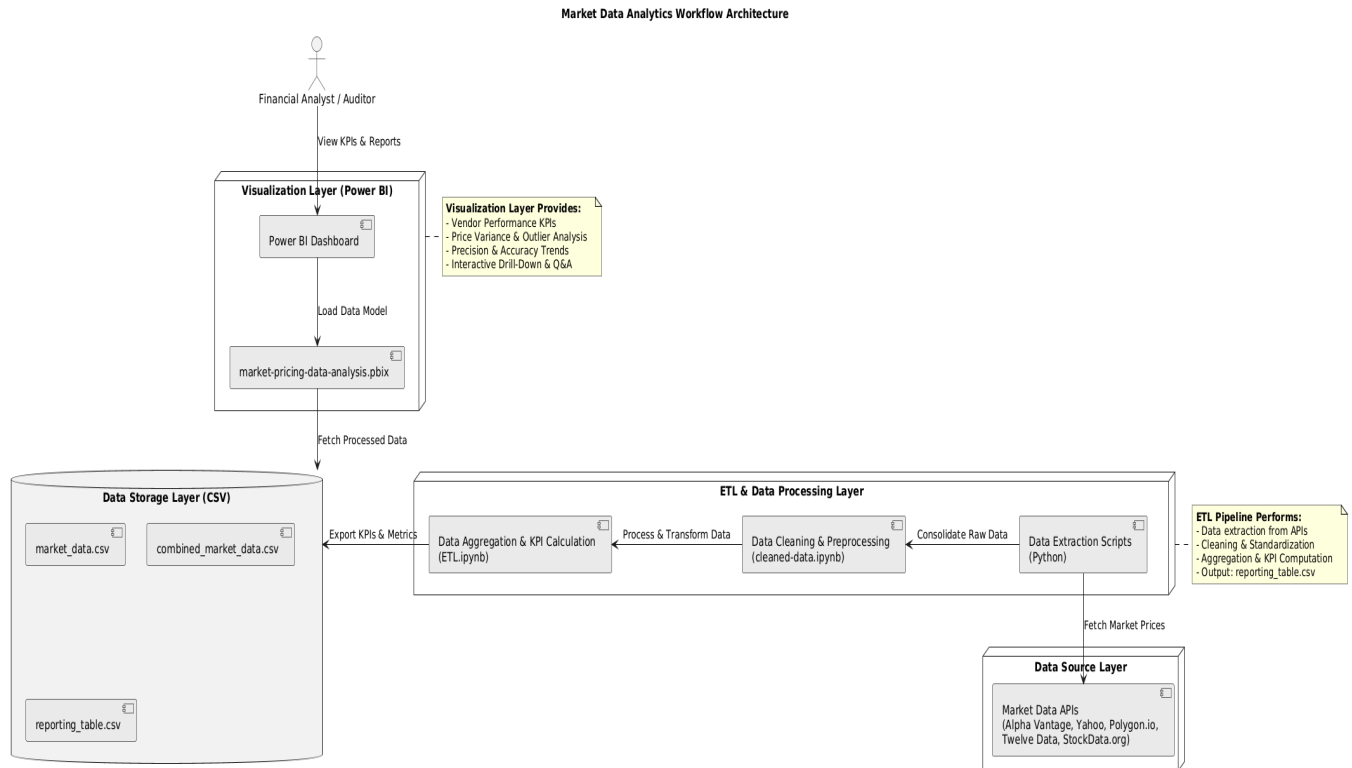 Market Data Analytics Workflow Architecture
Financial Analyst / Auditor
View KPIs & Reports
Visualization Layer (Power BI)
Power BI Dashboard
Visualization Layer Provides:
- Vendor Performance KPIs
- Price Variance & Outlier Analysis
- Precision & Accuracy Trends
- Interactive Drill-Down & Q&A
Load Data Model
market-pricing-data-analysis.pbix
Fetch Processed Data
Data Storage Layer (CSV)
market_data.csv
combined_market_data.csv
reporting_table.csv
Export KPIs & Metrics
ETL & Data Processing Layer
Data Aggregation & KPI Calculation
(ETL.ipynb)
Process & Transform Data
Data Cleaning & Preprocessing
(cleaned-data.ipynb)
Consolidate Raw Data
Data Extraction Scripts
(Python)
ETL Pipeline Performs:
- Data extraction from APIs
- Cleaning & Standardization
- Aggregation & KPI Computation
- Output: reporting_table.csv
Fetch Market Prices
Data Source Layer
Market Data APIs
(Alpha Vantage, Yahoo, Polygon.io,
Twelve Data, StockData.org)